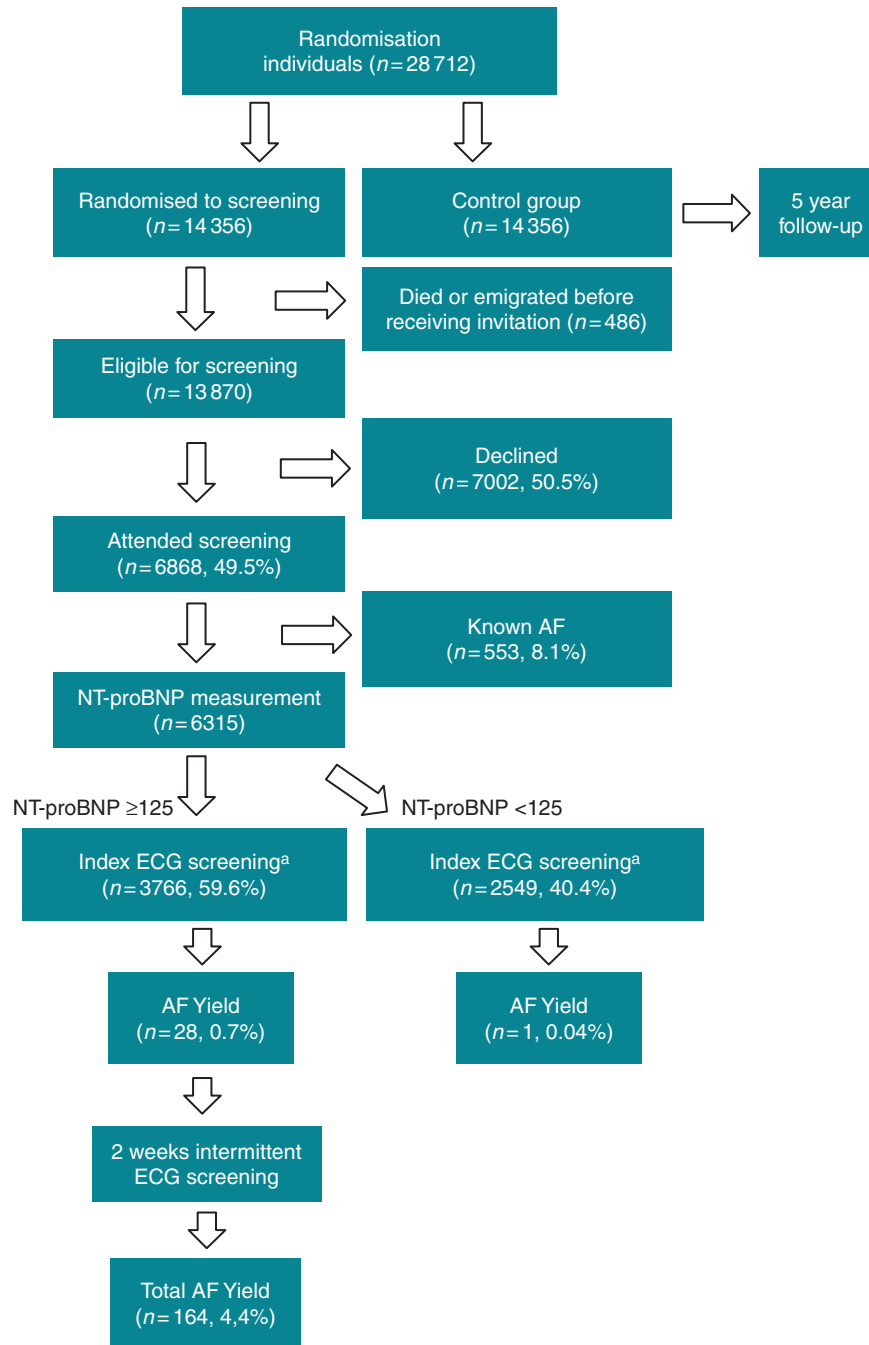 Randomisation
individuals (n=28 712)
Randomised to screening
(n=14 356)
Control group
(n=14 356)
5 year
follow-up
Died or emigrated before
receiving invitation (n=486)
Eligible for screening
(n=13 870)
Declined
(n=7002, 50.5%)
Attended screening
(n=6868, 49.5%)
Known AF
(n=553, 8.1%)
NT-proBNP measurement
(n=6315)
NT-proBNP ≥125
NT-proBNP <125
Index ECG screeningᵃ
(n=3766, 59.6%)
Index ECG screeningᵃ
(n=2549, 40.4%)
AF Yield
(n=28, 0.7%)
AF Yield
(n=1, 0.04%)
2 weeks intermittent
ECG screening
Total AF Yield
(n=164, 4,4%)